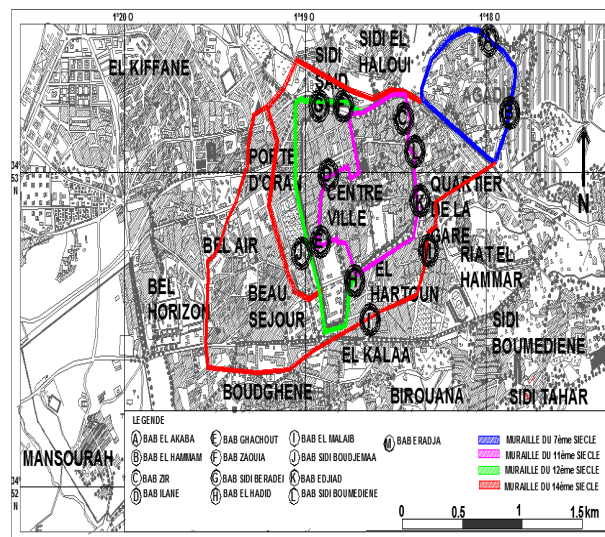 1°20 0
1°19 0
1°18 0
SIDI EL
HALOUI
SIDI
SAID
EL KIFFANE
AGADIR
34°
53
N
PORTE
D'ORAN
CENTRE
VILLE
QUARTIER
DE LA
GARE
N
BEL AIR
RIAT EL
HAMMAR
BEL
HORIZON
BEAU
SEJOUR
EL
HARTOUN
SIDI
BOUMEDIENE
EL KALAA
BOUDGHENE
BIROUANA
SIDI TAHAR
MANSOURAH
34°
52
N
LEGENDE
A BAB EL AKABA
B BAB EL HAMMAM
C BAB ZIR
D BAB ILANE
E BAB GHACHOUT
F BAB ZAOUIA
G BAB SIDI BERADEI
H BAB EL HADID
I BAB EL MALAIB
J BAB SIDI BOUDJEMAA
K BAB EDJIAD
L BAB SIDI BOUMEDIENE
M BAB ERADJA
MURAILLE DU 7ème SIECLE
MURAILLE DU 11ème SIECLE
MURAILLE DU 12ème SIECLE
MURAILLE DU 14ème SIECLE
0 0.5 1 1.5km